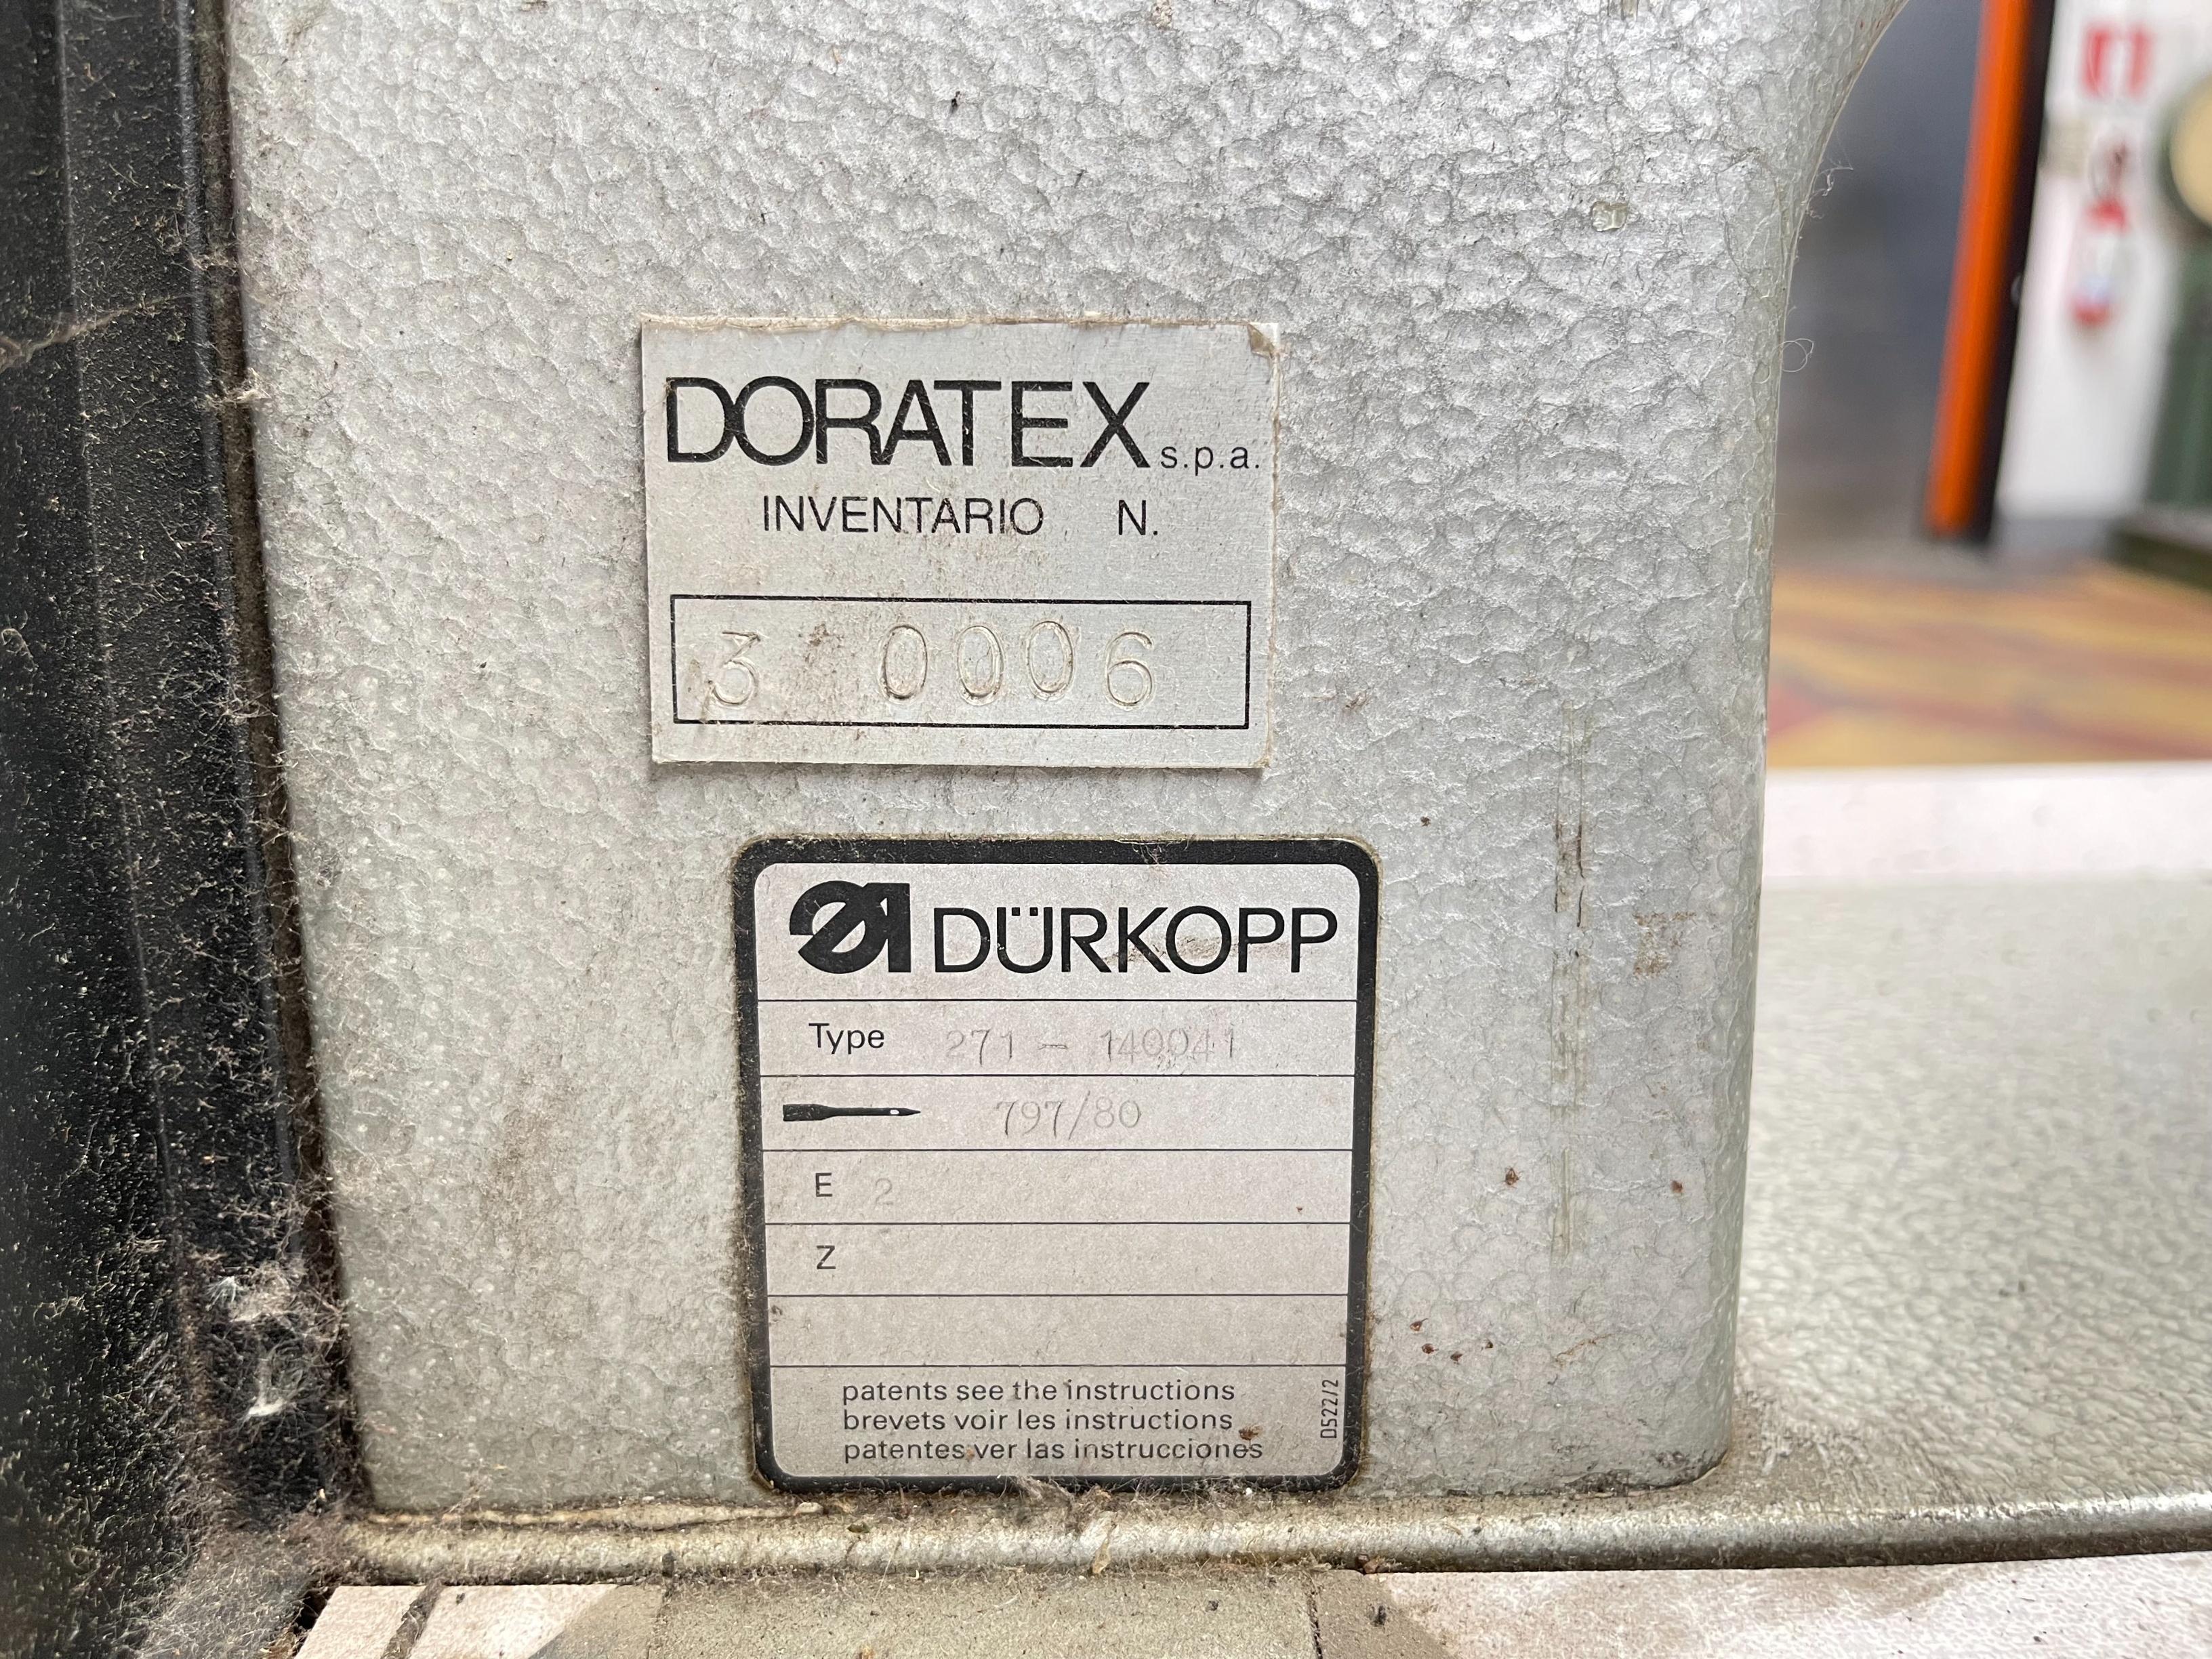 DORATEX s.p.a.
INVENTARIO N.
3 0006
DÜRKOPP
Type 271 - 140041
797/80
E 2
Z
patents see the instructions
brevets voir les instructions
patentes ver las instrucciones
D522/2